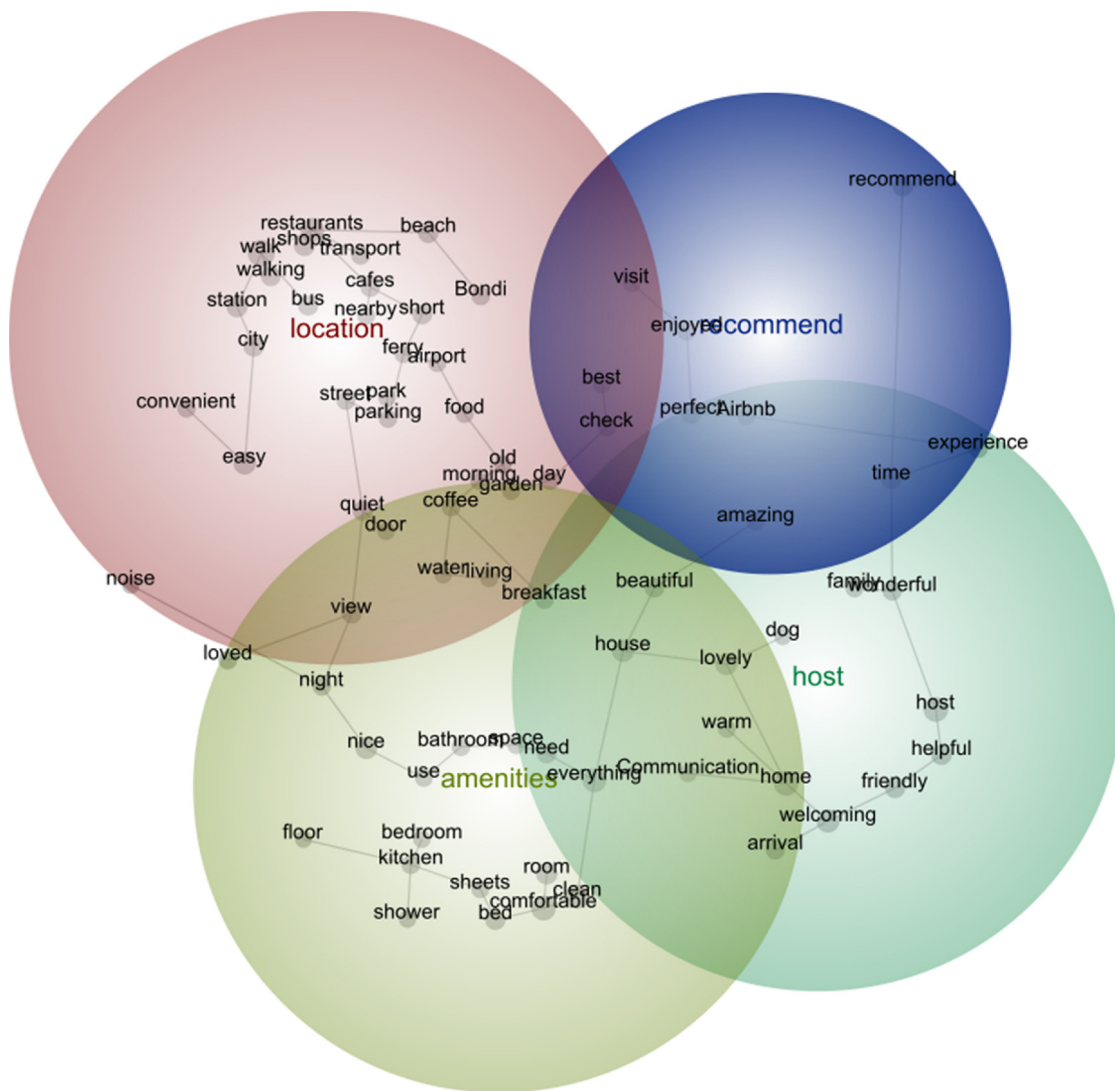 recommend
restaurants
beach
shops
walk
transport
walking
visit
cafes
Bondi
station
bus
nearby
short
location
enjoyed
recommend
city
ferry
airport
best
park
street
convenient
parking
food
perfect
Airbnb
check
experience
easy
old
morning
day
time
garden
quiet
coffee
door
amazing
water
living
noise
beautiful
family
wonderful
breakfast
view
dog
house
loved
lovely
night
host
host
warm
nice
bathroom
space
need
helpful
use
amenities
everything
Communication
home
friendly
welcoming
floor
bedroom
arrival
kitchen
room
sheets
clean
comfortable
shower
bed